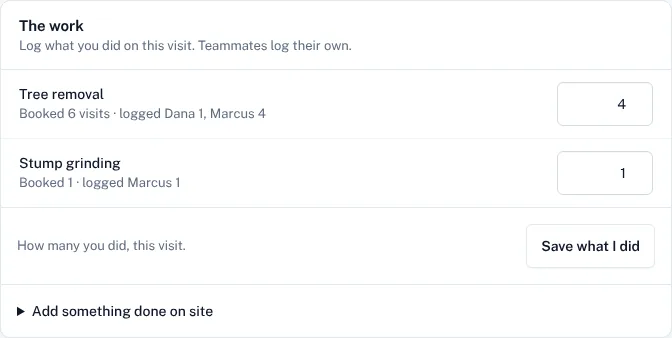 The work
Log what you did on this visit. Teammates log their own.
Tree removal
Booked 6 visits · logged Dana 1, Marcus 4
4
Stump grinding
Booked 1 · logged Marcus 1
1
How many you did, this visit.
Save what I did
Add something done on site